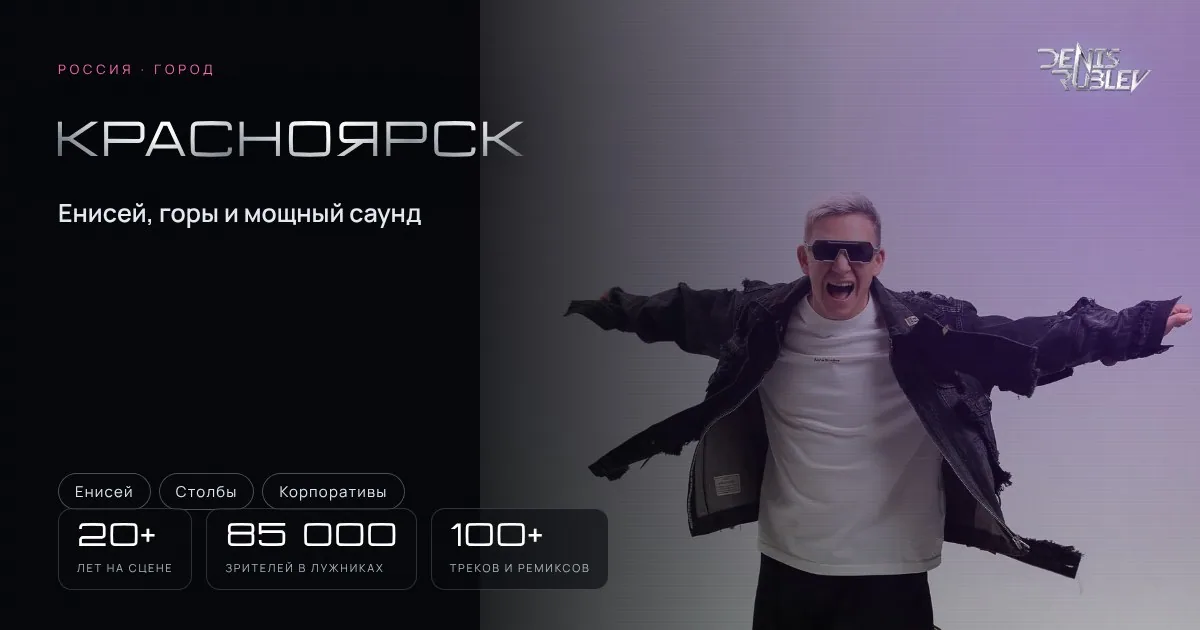 РОССИЯ · ГОРОД
DENIS
RUBLEV
КРАСНОЯРСК
Енисей, горы и мощный саунд
Енисей
Столбы
Корпоративы
20+
85 000
100+
ЛЕТ НА СЦЕНЕ
ЗРИТЕЛЕЙ В ЛУЖНИКАХ
ТРЕКОВ И РЕМИКСОВ